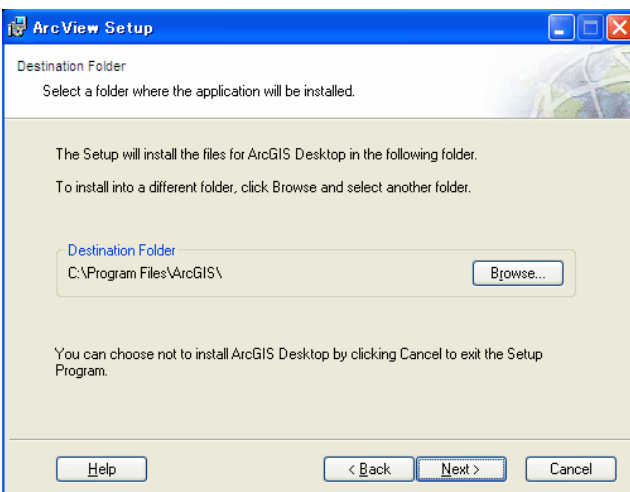 ArcView Setup
Destination Folder
Select a folder where the application will be installed.
The Setup will install the files for ArcGIS Desktop in the following folder.
To install into a different folder, click Browse and select another folder.
Destination Folder
C:\Program Files\ArcGIS\
Browse...
You can choose not to install ArcGIS Desktop by clicking Cancel to exit the Setup
Program.
Help
< Back
Next >
Cancel